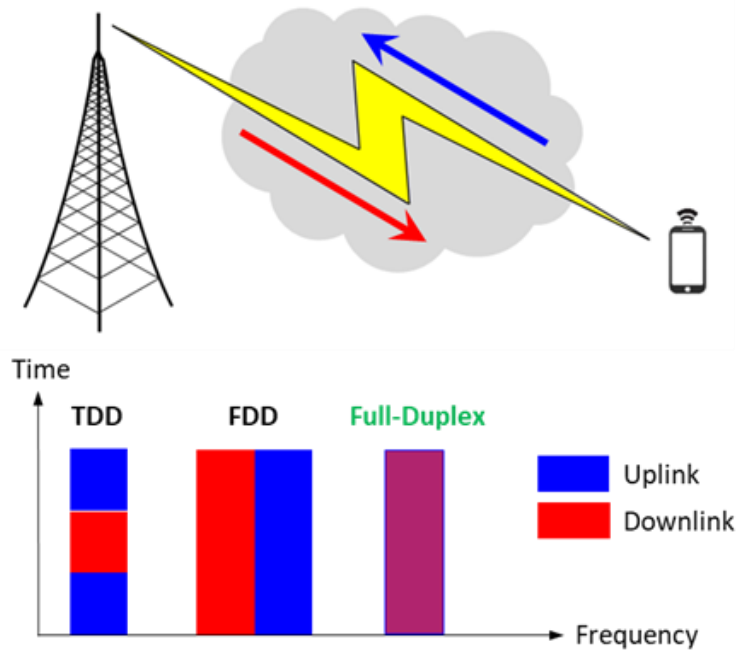 Time
TDD
FDD
Full-Duplex
Uplink
Downlink
Frequency